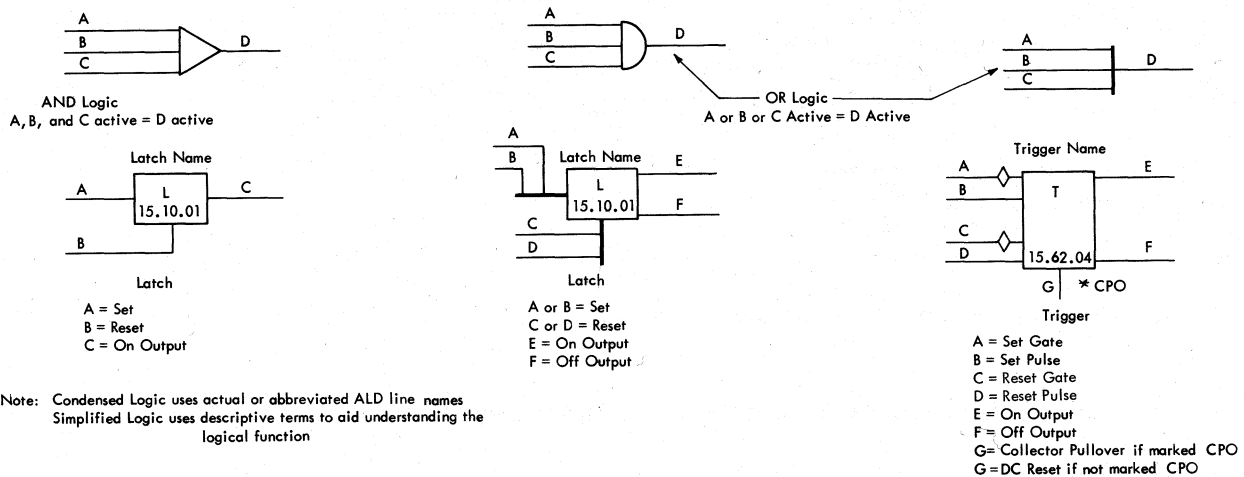 A
B
C
D
AND Logic
A, B, and C active = D active
A
B
C
D
OR Logic
A or B or C Active = D Active
A
B
C
D
Latch Name
A
L
15.10.01
C
B
Latch
A = Set
B = Reset
C = On Output
A
B
Latch Name
L
15.10.01
E
F
C
D
Latch
A or B = Set
C or D = Reset
E = On Output
F = Off Output
Trigger Name
A
B
T
E
C
D
15.62.04
F
G * CPO
Trigger
A = Set Gate
B = Set Pulse
C = Reset Gate
D = Reset Pulse
E = On Output
F = Off Output
G= Collector Pullover if marked CPO
G =DC Reset if not marked CPO
Note: Condensed Logic uses actual or abbreviated ALD line names
Simplified Logic uses descriptive terms to aid understanding the
logical function